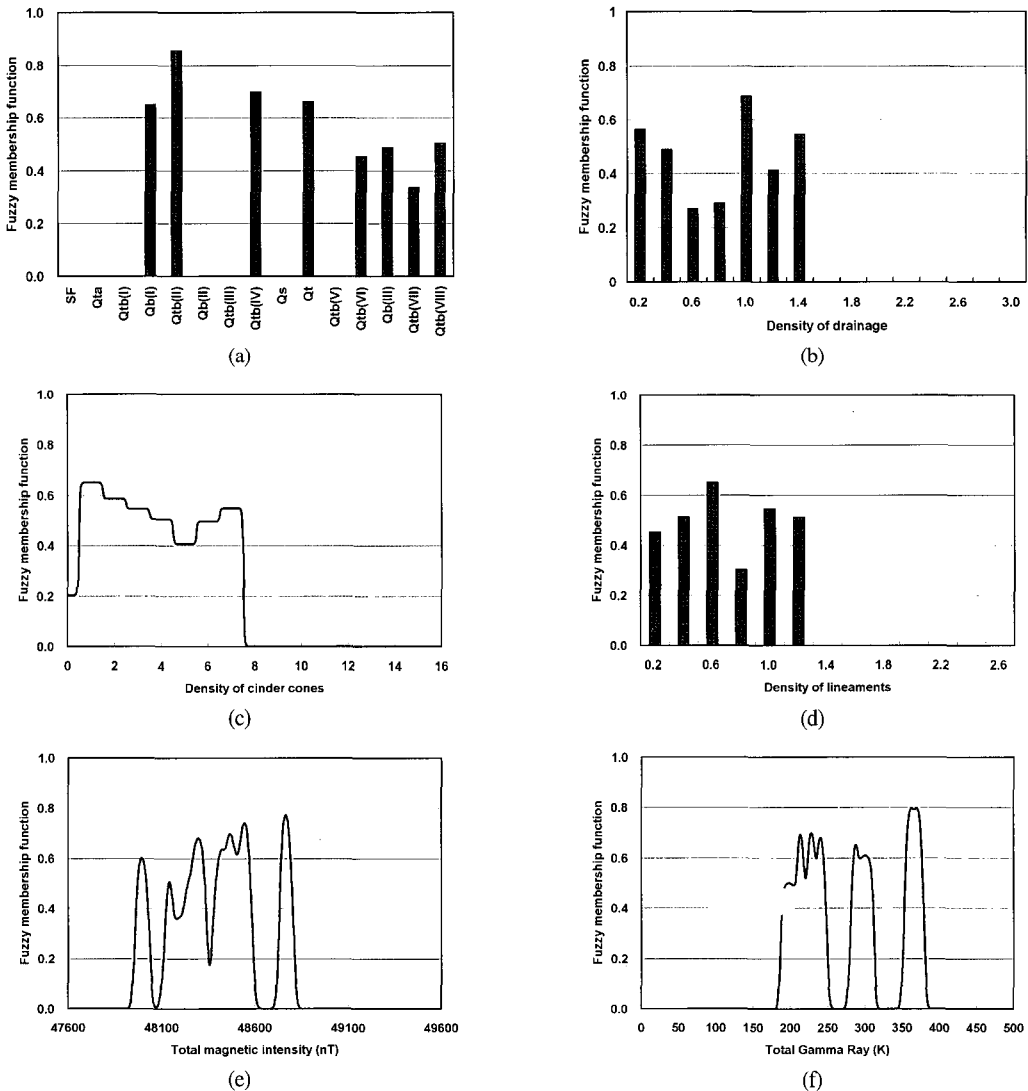 Fuzzy membership function
1.0
0.8
0.6
0.4
0.2
0.0
SF
Qta
Qtb(I)
Qb(I)
Qtb(II)
Qb(II)
Qtb(III)
Qtb(IV)
Qs
Qt
Qtb(V)
Qtb(VI)
Qb(III)
Qtb(VII)
Qtb(VIII)
(a)
Fuzzy membership function
1
0.8
0.6
0.4
0.2
0
0.2 0.6 1.0 1.4 1.8 2.2 2.6 3.0
Density of drainage
(b)
Fuzzy membership function
1.0
0.8
0.6
0.4
0.2
0.0
0 2 4 6 8 10 12 14 16
Density of cinder cones
(c)
Fuzzy membership function
1.0
0.8
0.6
0.4
0.2
0
0.2 0.6 1.0 1.4 1.8 2.2 2.6
Density of lineaments
(d)
Fuzzy membership function
1.0
0.8
0.6
0.4
0.2
0.0
47600 48100 48600 49100 49600
Total magnetic intensity (nT)
(e)
Fuzzy membership function
1.0
0.8
0.6
0.4
0.2
0.0
0 50 100 150 200 250 300 350 400 450 500
Total Gamma Ray (K)
(f)